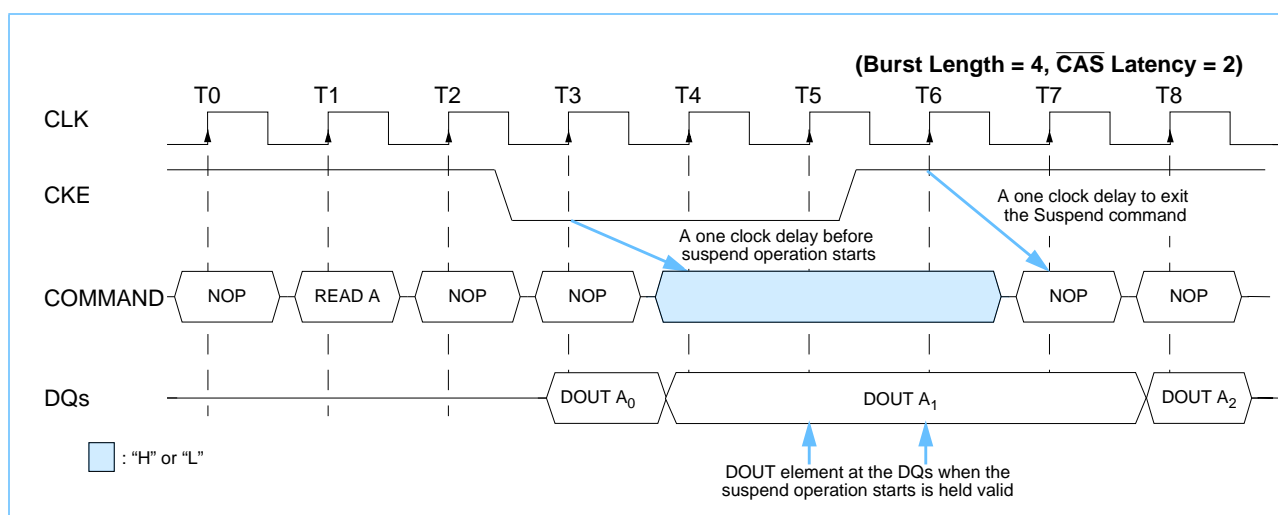 (Burst Length = 4, CAS Latency = 2)
T0 T1 T2 T3 T4 T5 T6 T7 T8
CLK
CKE
A one clock delay to exit
the Suspend command
A one clock delay before
suspend operation starts
COMMAND NOP READ A NOP NOP NOP NOP
DQs DOUT A0 DOUT A1 DOUT A2
: “H” or “L”
DOUT element at the DQs when the
suspend operation starts is held valid